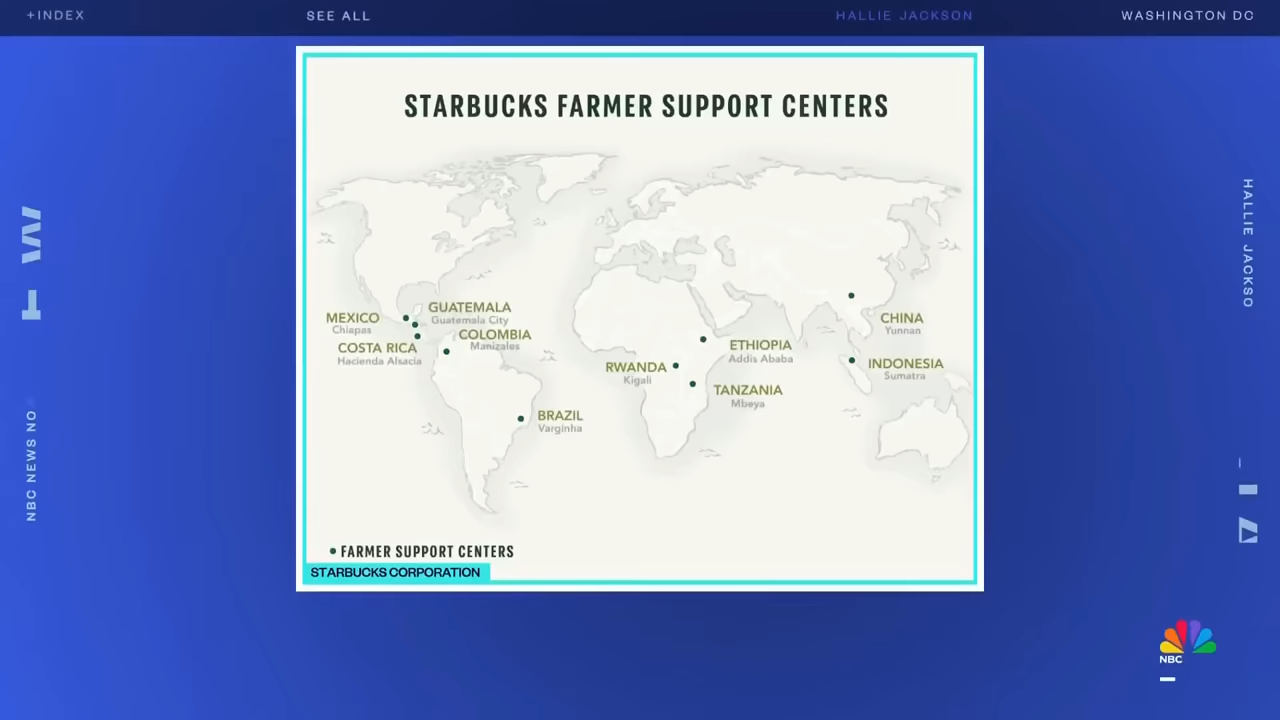 +INDEX
SEE ALL
HALLIE JACKSON
WASHINGTON DC
STARBUCKS FARMER SUPPORT CENTERS
MEXICO
Chiapas
GUATEMALA
Guatemala City
COSTA RICA
Hacienda Alsacia
COLOMBIA
Manizales
BRAZIL
Varginha
RWANDA
Kigali
ETHIOPIA
Addis Ababa
TANZANIA
Mbeya
CHINA
Yunnan
INDONESIA
Sumatra
FARMER SUPPORT CENTERS
STARBUCKS CORPORATION
NBC NEWS NO
HALLIE JACKSO
NBC